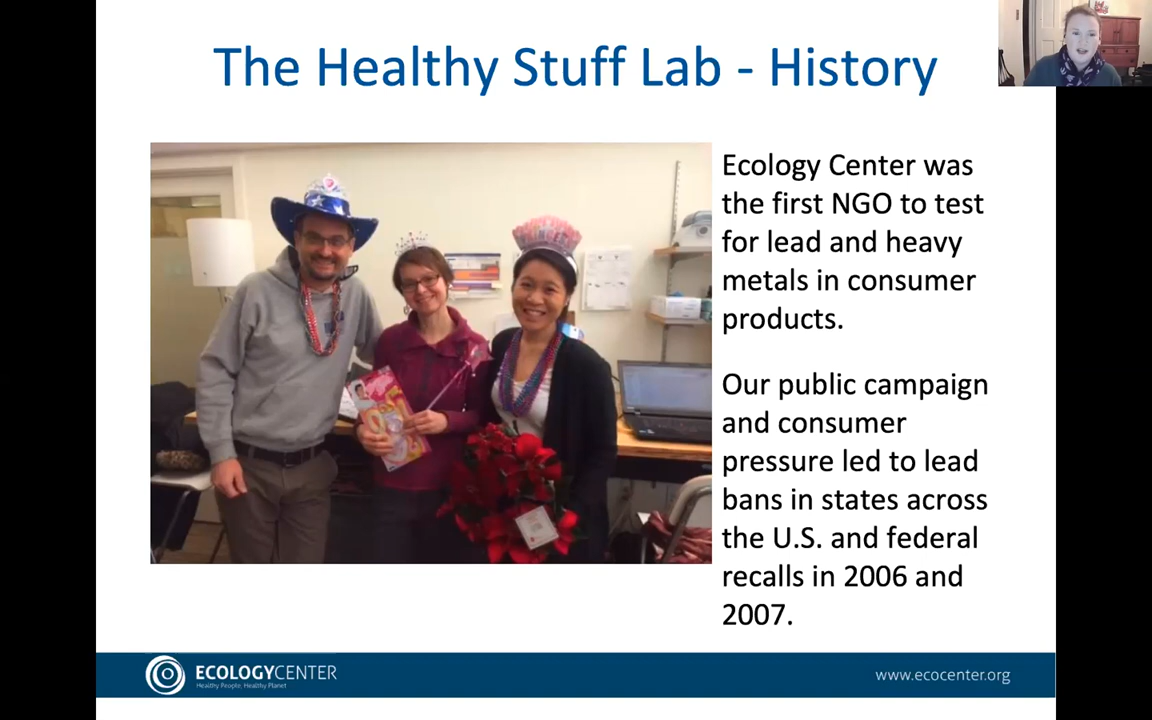 The Healthy Stuff Lab - History
Ecology Center was
the first NGO to test
for lead and heavy
metals in consumer
products.
Our public campaign
and consumer
pressure led to lead
bans in states across
the U.S. and federal
recalls in 2006 and
2007.
ECOLOGYCENTER
Healthy People, Healthy Planet
www.ecocenter.org